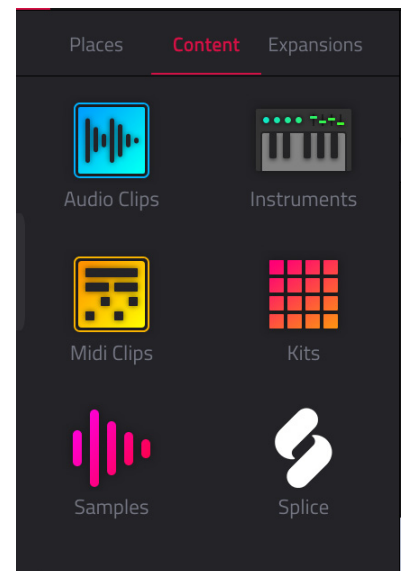 Places Content Expansions
Audio Clips Instruments
Midi Clips Kits
Samples Splice